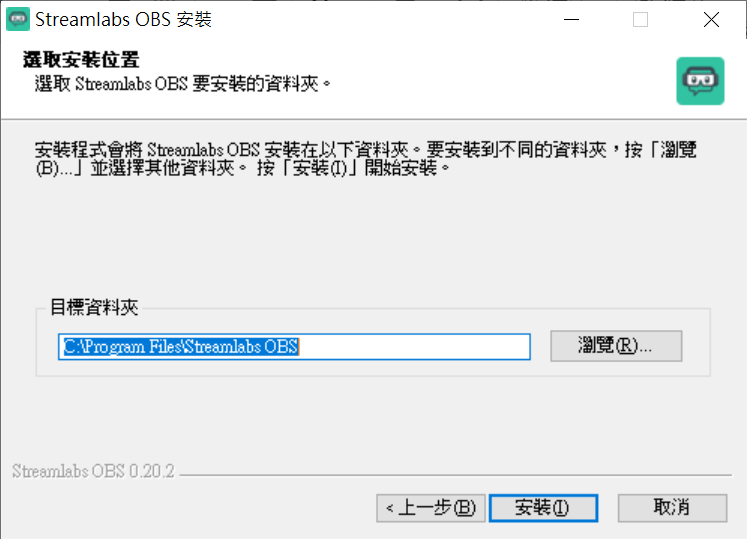 Streamlabs OBS 安裝
選取安裝位置
選取 Streamlabs OBS 要安裝的資料夾。
安裝程式會將 Streamlabs OBS 安裝在以下資料夾。要安裝到不同的資料夾，按「瀏覽
(B)...」並選擇其他資料夾。 按「安裝(I)」開始安裝。
目標資料夾
C:\Program Files\Streamlabs OBS
瀏覽(R)...
Streamlabs OBS 0.20.2
< 上一步(B)
安裝(I)
取消